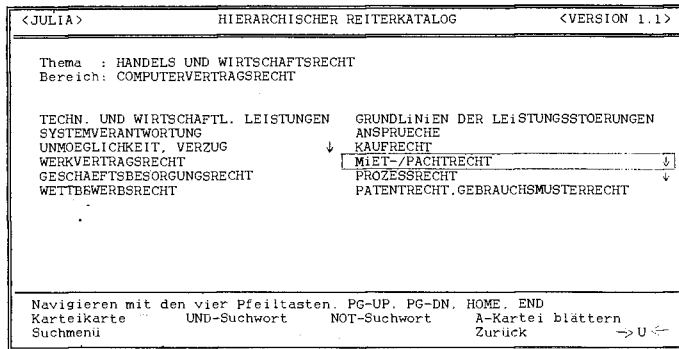 <JULIA> HIERARCHISCHER REITERKATALOG <VERSION 1.1>
Thema : HANDELS UND WIRTSCHAFTSRECHT
Bereich: COMPUTERVERTRAGSRECHT
TECHN. UND WIRTSCHAFTL. LEISTUNGEN GRUNDLiNiEN DER LEiSTUNGSSTOERUNGEN
SYSTEMVERANTWORTUNG ANSPRUECHE
UNMOEGLICHKEIT, VERZUG ↓ KAUFRECHT
WERKVERTRAGSRECHT MiET-/PACHTRECHT ↓
GESCHAEFTSBESORGUNGSRECHT PROZESSRECHT ↓
WETTBEWERBSRECHT PATENTRECHT,GEBRAUCHSMUSTERRECHT
Navigieren mit den vier Pfeiltasten, PG-UP, PG-DN, HOME, END
Karteikarte UND-Suchwort NOT-Suchwort A-Kartei blättern
Suchmenü Zurück ->U<-